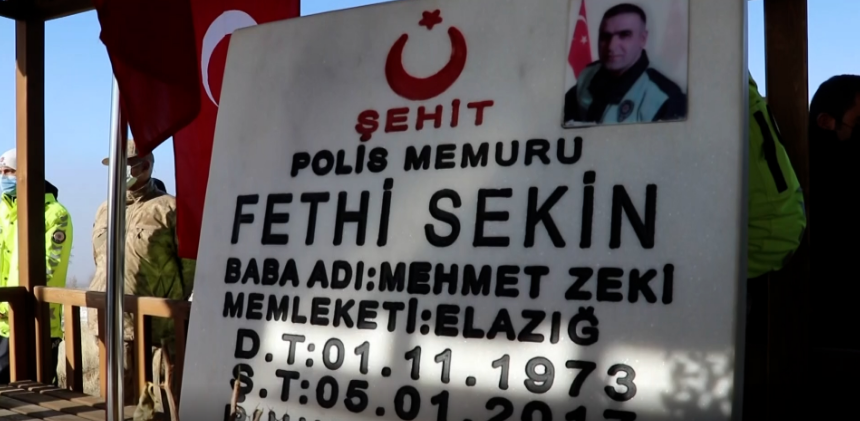 ŞEHİT
POLİS MEMURU
FETHİ SEKİN
BABA ADI:MEHMET ZEKİ
MEMLEKETİ:ELAZIĞ
D.T:01.11.1973
Ş.T:05.01.2017